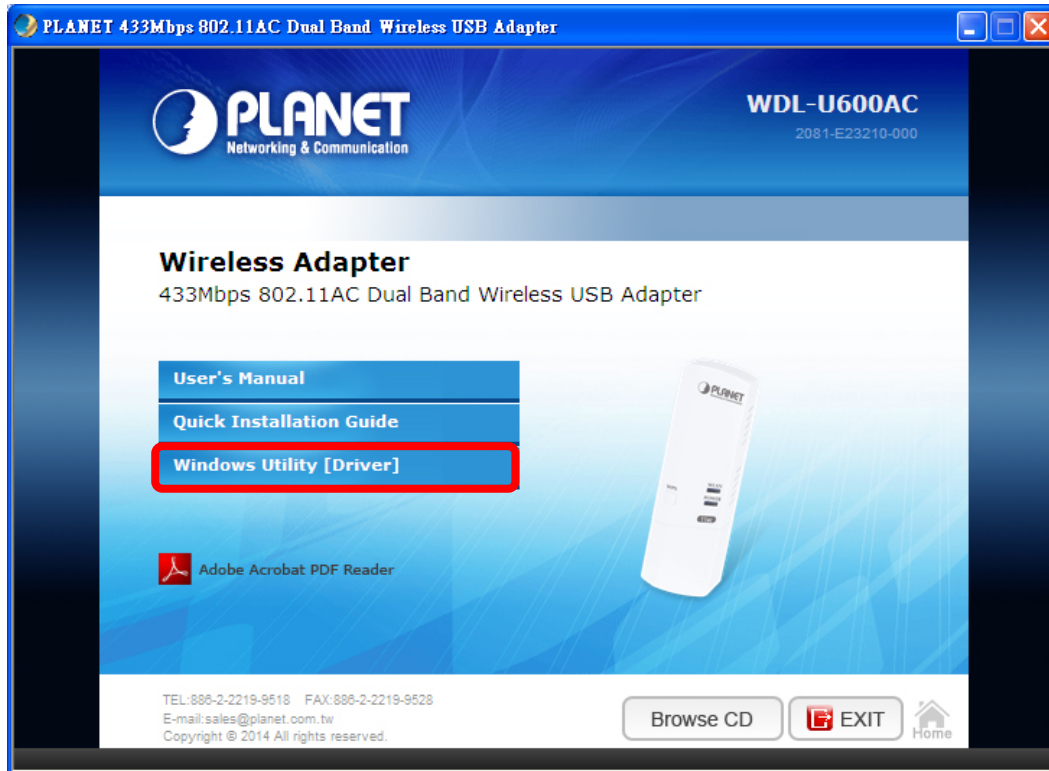 PLANET 433Mbps 802.11AC Dual Band Wireless USB Adapter
PLANET
Networking & Communication
WDL-U600AC
2081-E23210-000
Wireless Adapter
433Mbps 802.11AC Dual Band Wireless USB Adapter
User's Manual
Quick Installation Guide
Windows Utility [Driver]
PLANET
WLAN
POWER
Adobe Acrobat PDF Reader
TEL:886-2-2219-9518 FAX:886-2-2219-9528
E-mail:sales@planet.com.tw
Copyright © 2014 All rights reserved.
Browse CD
EXIT
Home